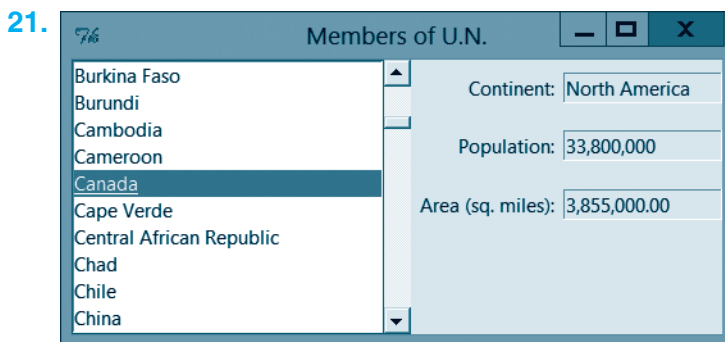 21.
Members of U.N.
Burkina Faso
Burundi
Cambodia
Cameroon
Canada
Cape Verde
Central African Republic
Chad
Chile
China
Continent: North America
Population: 33,800,000
Area (sq. miles): 3,855,000.00